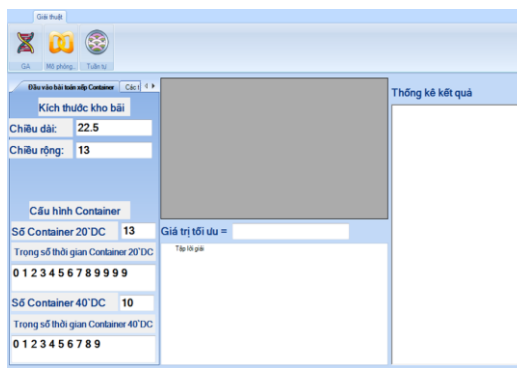 Giải thuật
GA Mô phỏng... Tuần tự
Đầu vào bài toán xếp Container
Kích thước kho bãi
Chiều dài: 22.5
Chiều rộng: 13
Cấu hình Container
Số Container 20'DC 13
Trọng số thời gian Container 20'DC
0 1 2 3 4 5 6 7 8 9 9 9 9
Số Container 40'DC 10
Trọng số thời gian Container 40'DC
0 1 2 3 4 5 6 7 8 9
Giá trị tối ưu =
Tập lời giải
Thống kê kết quả